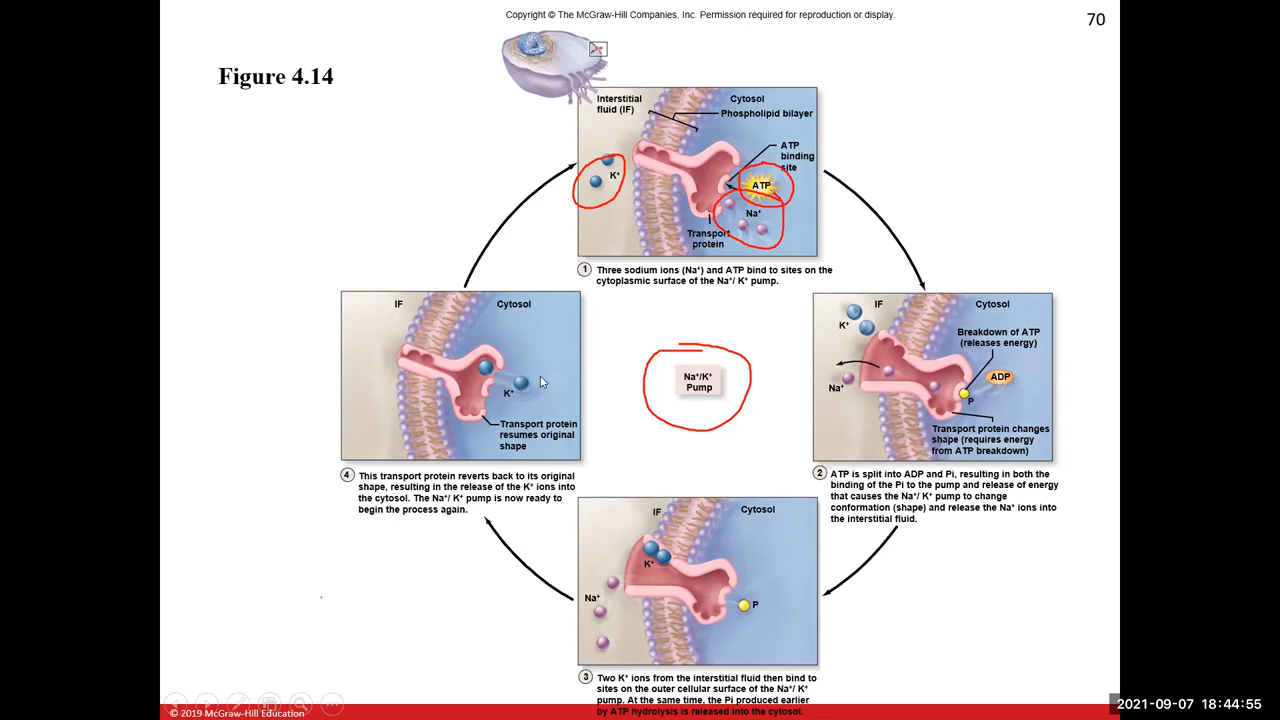 Copyright © The McGraw-Hill Companies, Inc. Permission required for reproduction or display.
70
Figure 4.14
Interstitial
fluid (IF)
Cytosol
Phospholipid bilayer
ATP
binding
site
K⁺
ATP
Na⁺
Transport
protein
1 Three sodium ions (Na⁺) and ATP bind to sites on the
cytoplasmic surface of the Na⁺/ K⁺ pump.
IF
Cytosol
K⁺
Breakdown of ATP
(releases energy)
Na⁺
ADP
P
Transport protein changes
shape (requires energy
from ATP breakdown)
2 ATP is split into ADP and Pi, resulting in both the
binding of the Pi to the pump and release of energy
that causes the Na⁺/ K⁺ pump to change
conformation (shape) and release the Na⁺ ions into
the interstitial fluid.
Na⁺/K⁺
Pump
IF
Cytosol
K⁺
Na⁺
P
3 Two K⁺ ions from the interstitial fluid then bind to
sites on the outer cellular surface of the Na⁺/ K⁺
pump. At the same time, the Pi produced earlier
by ATP hydrolysis is released into the cytosol.
IF
Cytosol
K⁺
Transport protein
resumes original
shape
4 This transport protein reverts back to its original
shape, resulting in the release of the K⁺ ions into
the cytosol. The Na⁺/ K⁺ pump is now ready to
begin the process again.
© 2019 McGraw-Hill Education
2021-09-07 18:44:55